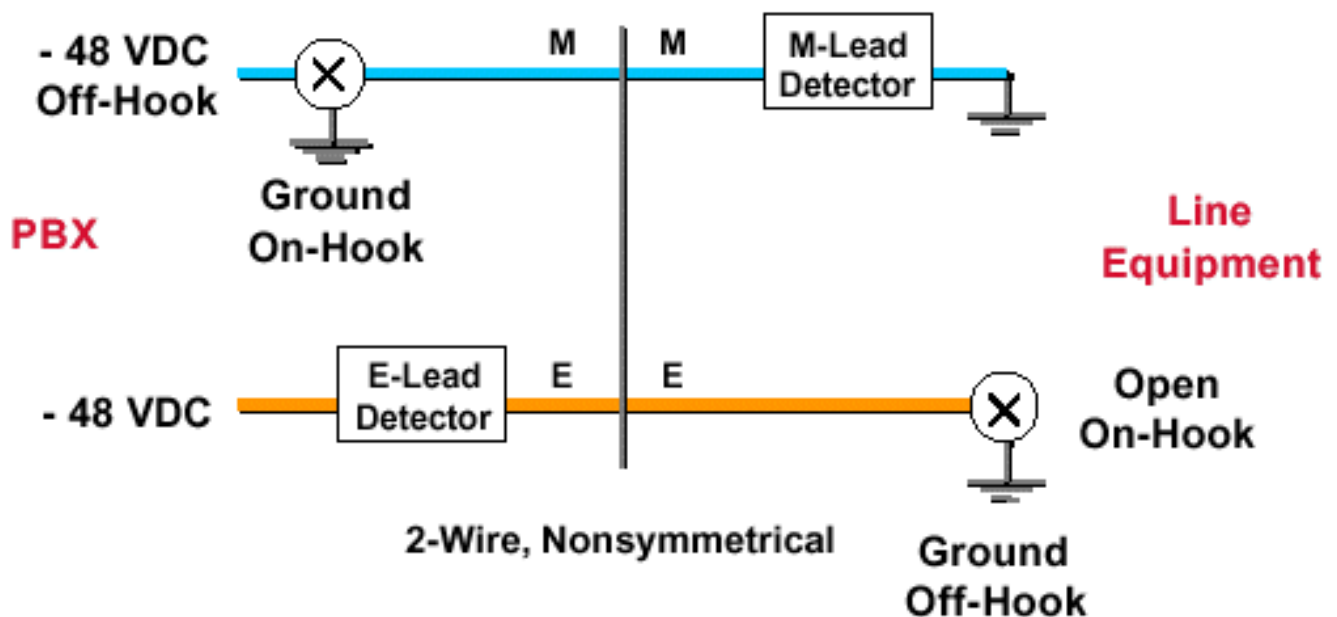 - 48 VDC
Off-Hook
M
M
M-Lead
Detector
Ground
On-Hook
PBX
Line
Equipment
- 48 VDC
E-Lead
Detector
E
E
Open
On-Hook
2-Wire, Nonsymmetrical
Ground
Off-Hook